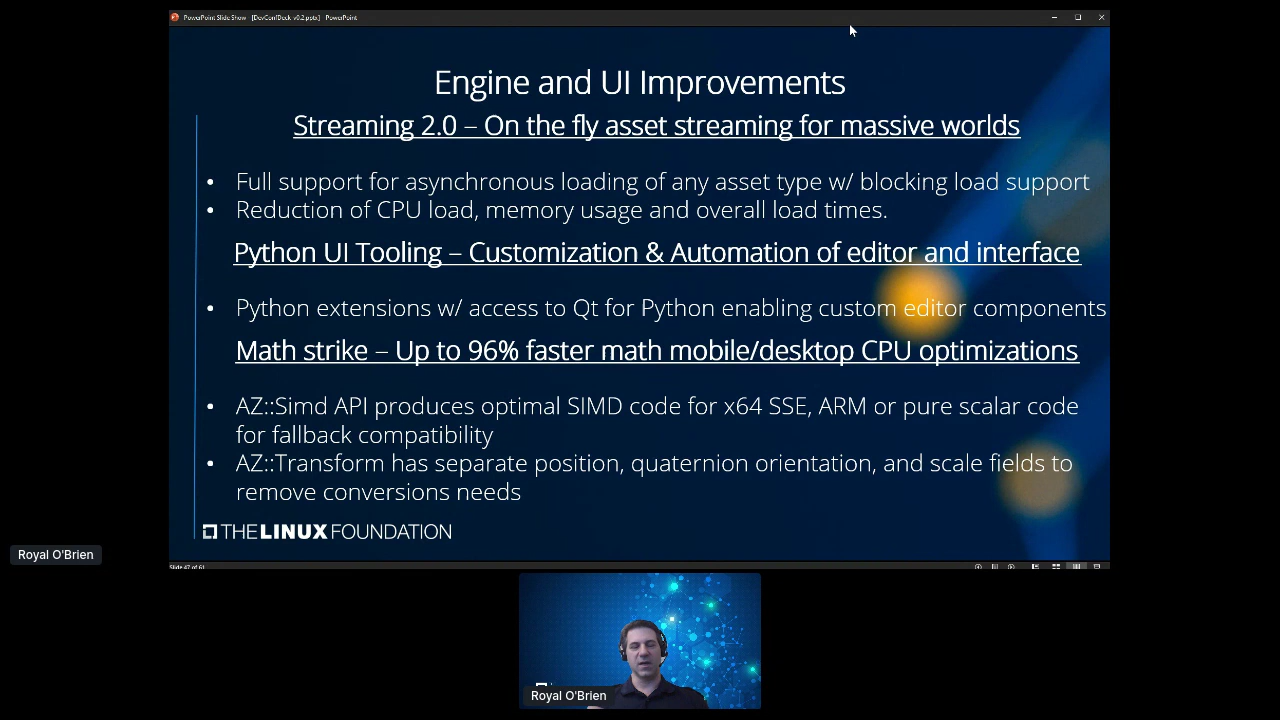 PowerPoint Slide Show - [DevConfDeck v0.2.pptx] - PowerPoint
Engine and UI Improvements
Streaming 2.0 – On the fly asset streaming for massive worlds
• Full support for asynchronous loading of any asset type w/ blocking load support
• Reduction of CPU load, memory usage and overall load times.
Python UI Tooling – Customization & Automation of editor and interface
• Python extensions w/ access to Qt for Python enabling custom editor components
Math strike – Up to 96% faster math mobile/desktop CPU optimizations
• AZ::Simd API produces optimal SIMD code for x64 SSE, ARM or pure scalar code
for fallback compatibility
• AZ::Transform has separate position, quaternion orientation, and scale fields to
remove conversions needs
THE LINUX FOUNDATION
Royal O'Brien
Slide 47 of 61
Royal O'Brien